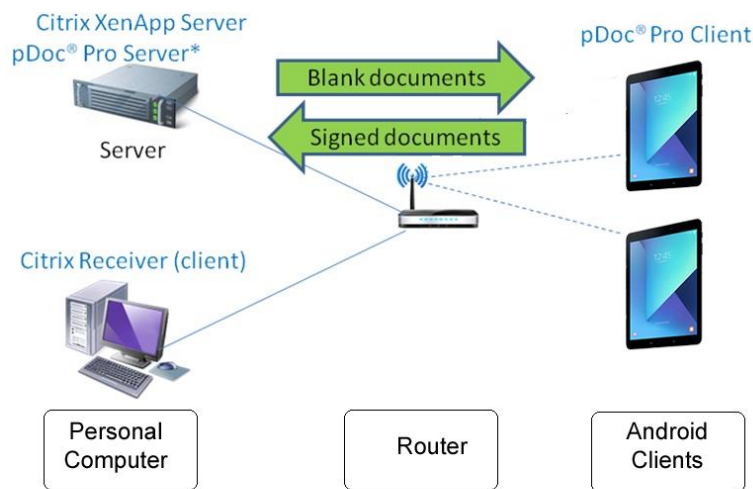 Citrix XenApp Server
pDoc® Pro Server*
pDoc® Pro Client
Blank documents
Signed documents
Server
Citrix Receiver (client)
Personal
Computer
Router
Android
Clients